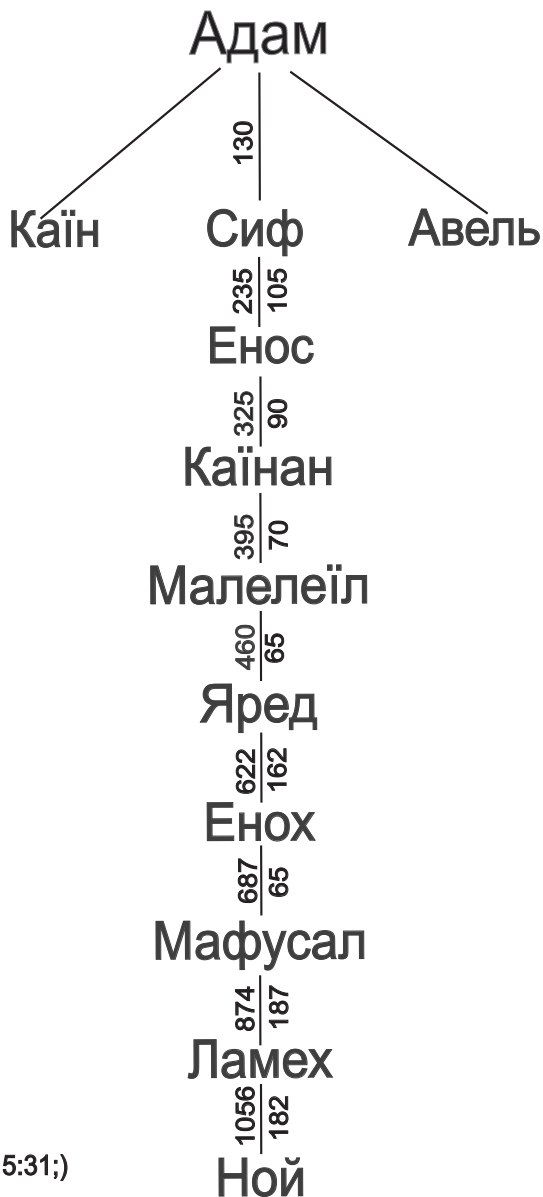 Адам
130
Каїн Сиф Авель
235 105
Енос
325 90
Каїнан
395 70
Малелеїл
460 65
Яред
622 162
Енох
687 65
Мафусал
874 187
Ламех
1056 182
5:31;) Ной